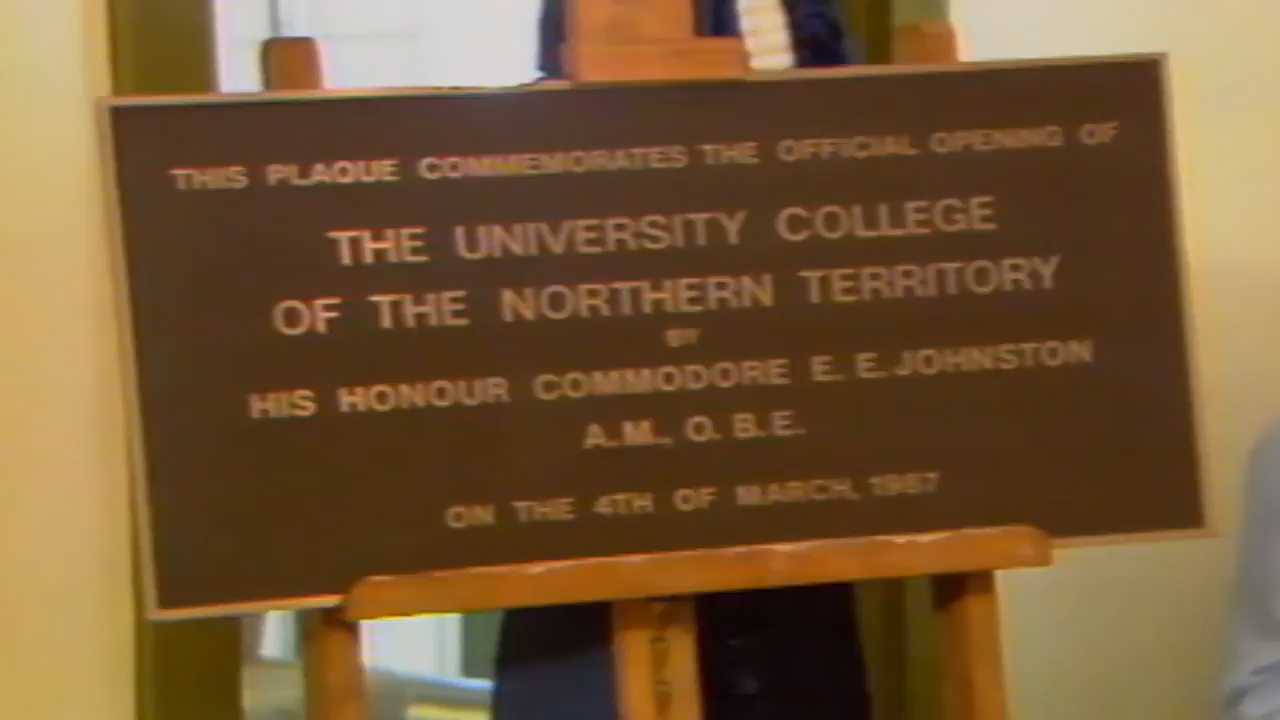 THIS PLAQUE COMMEMORATES THE OFFICIAL OPENING OF
THE UNIVERSITY COLLEGE
OF THE NORTHERN TERRITORY
BY
HIS HONOUR COMMODORE E. E. JOHNSTON
A.M., O.B.E.
ON THE 4TH OF MARCH, 1987